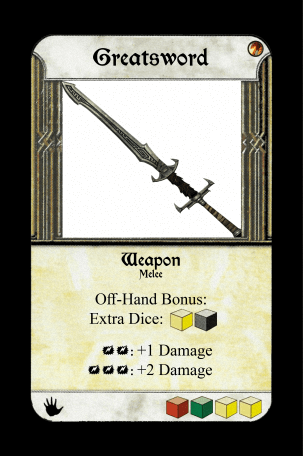 Greatsword
Weapon
Melee
Off-Hand Bonus:
Extra Dice:
: +1 Damage
: +2 Damage